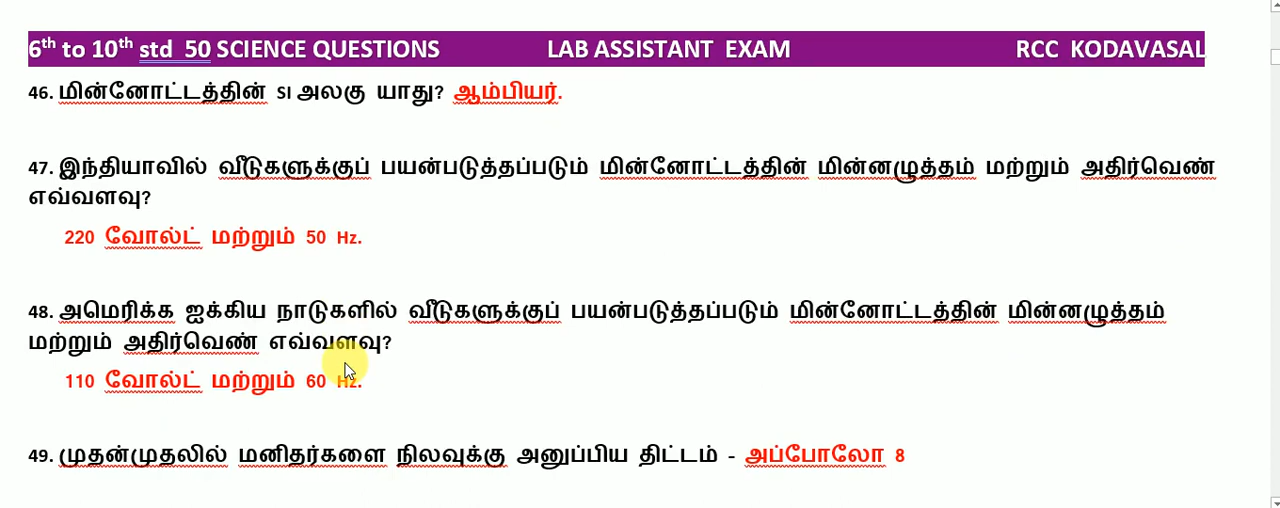 6th to 10th std 50 SCIENCE QUESTIONS LAB ASSISTANT EXAM RCC KODAVASAL
46. மின்னோட்டத்தின் SI அலகு யாது? ஆம்பியர்.
47. இந்தியாவில் வீடுகளுக்குப் பயன்படுத்தப்படும் மின்னோட்டத்தின் மின்னழுத்தம் மற்றும் அதிர்வெண்
எவ்வளவு?
220 வோல்ட் மற்றும் 50 Hz.
48. அமெரிக்க ஐக்கிய நாடுகளில் வீடுகளுக்குப் பயன்படுத்தப்படும் மின்னோட்டத்தின் மின்னழுத்தம்
மற்றும் அதிர்வெண் எவ்வளவு?
110 வோல்ட் மற்றும் 60 Hz.
49. முதன்முதலில் மனிதர்களை நிலவுக்கு அனுப்பிய திட்டம் - அப்போலோ 8